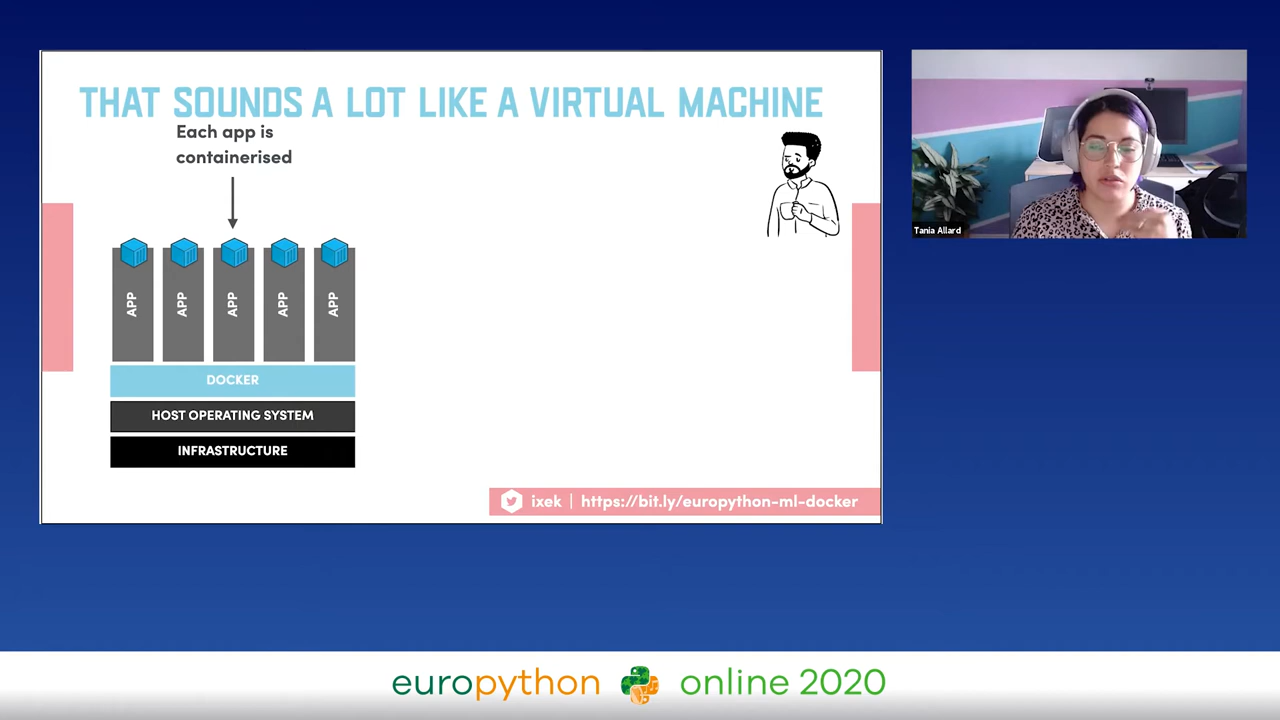 THAT SOUNDS A LOT LIKE A VIRTUAL MACHINE
Each app is
containerised
APP
APP
APP
APP
APP
DOCKER
HOST OPERATING SYSTEM
INFRASTRUCTURE
ixek | https://bit.ly/europython-ml-docker
Tania Allard
europython online 2020